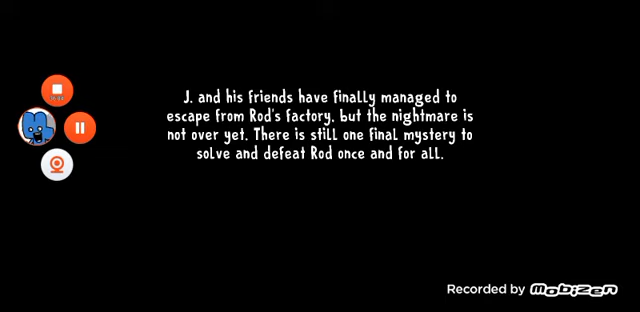 J. and his friends have finally managed to
escape from Rod's factory, but the nightmare is
not over yet. There is still one final mystery to
solve and defeat Rod once and for all.
Recorded by mobizen